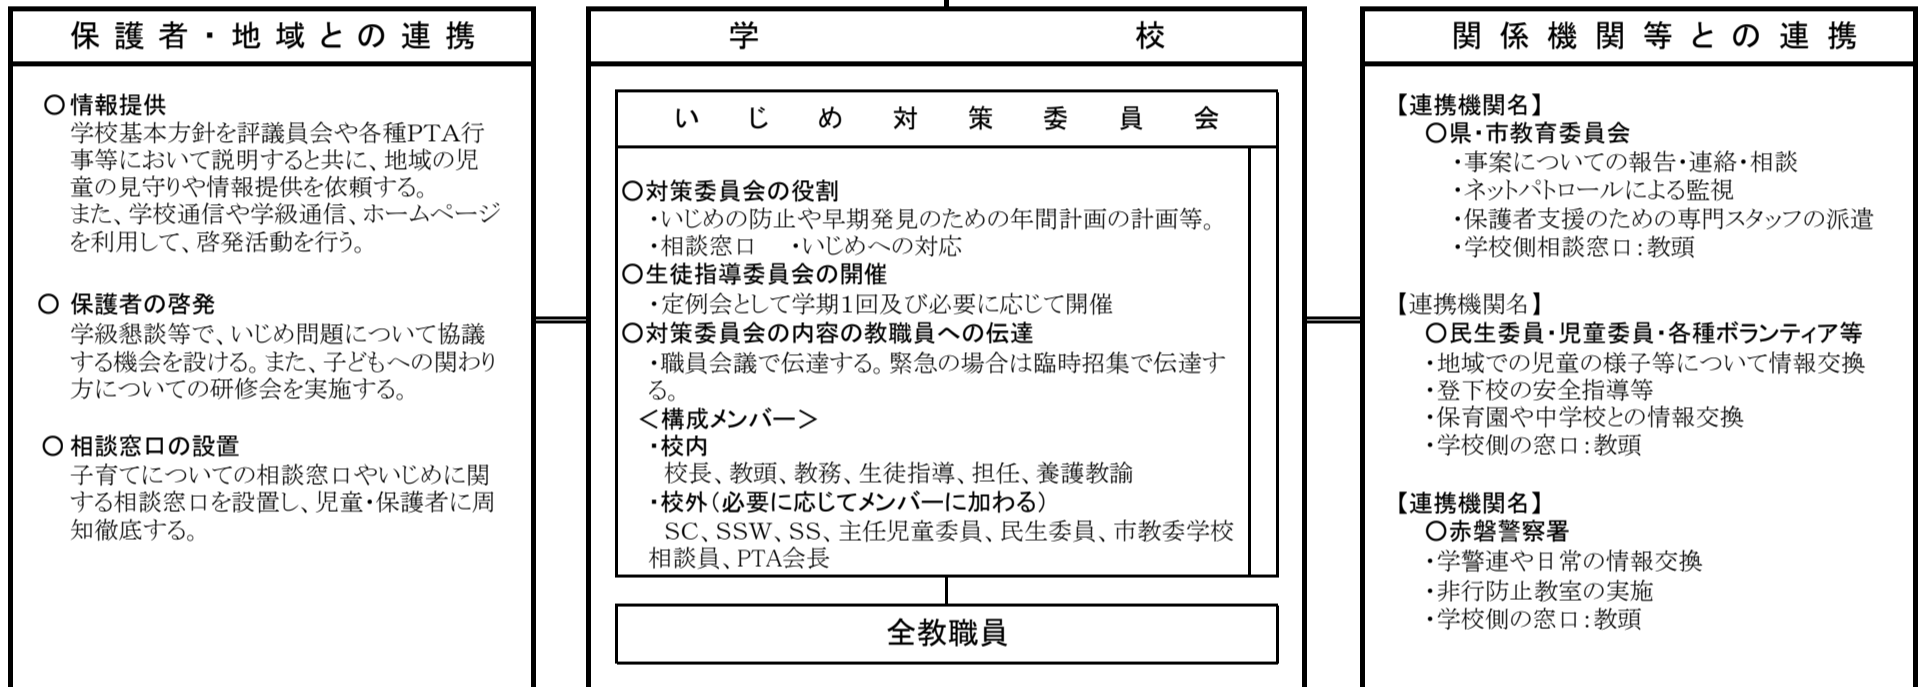 保護者・地域との連携
○情報提供
学校基本方針を評議員会や各種PTA行
事等において説明すると共に、地域の児
童の見守りや情報提供を依頼する。
また、学校通信や学級通信、ホームページ
を利用して、啓発活動を行う。
○ 保護者の啓発
学級懇談等で、いじめ問題について協議
する機会を設ける。また、子どもへの関わり
方についての研修会を実施する。
○ 相談窓口の設置
子育てについての相談窓口やいじめに関
する相談窓口を設置し、児童・保護者に周
知徹底する。
学校
いじめ対策委員会
○対策委員会の役割
・いじめの防止や早期発見のための年間計画の計画等。
・相談窓口　・いじめへの対応
○生徒指導委員会の開催
・定例会として学期1回及び必要に応じて開催
○対策委員会の内容の教職員への伝達
・職員会議で伝達する。緊急の場合は臨時招集で伝達す
る。
＜構成メンバー＞
・校内
校長、教頭、教務、生徒指導、担任、養護教諭
・校外（必要に応じてメンバーに加わる）
SC、SSW、SS、主任児童委員、民生委員、市教委学校
相談員、PTA会長
全教職員
関係機関等との連携
【連携機関名】
○県・市教育委員会
・事案についての報告・連絡・相談
・ネットパトロールによる監視
・保護者支援のための専門スタッフの派遣
・学校側相談窓口：教頭
【連携機関名】
○民生委員・児童委員・各種ボランティア等
・地域での児童の様子等について情報交換
・登下校の安全指導等
・保育園や中学校との情報交換
・学校側の窓口：教頭
【連携機関名】
○赤磐警察署
・学警連や日常の情報交換
・非行防止教室の実施
・学校側の窓口：教頭